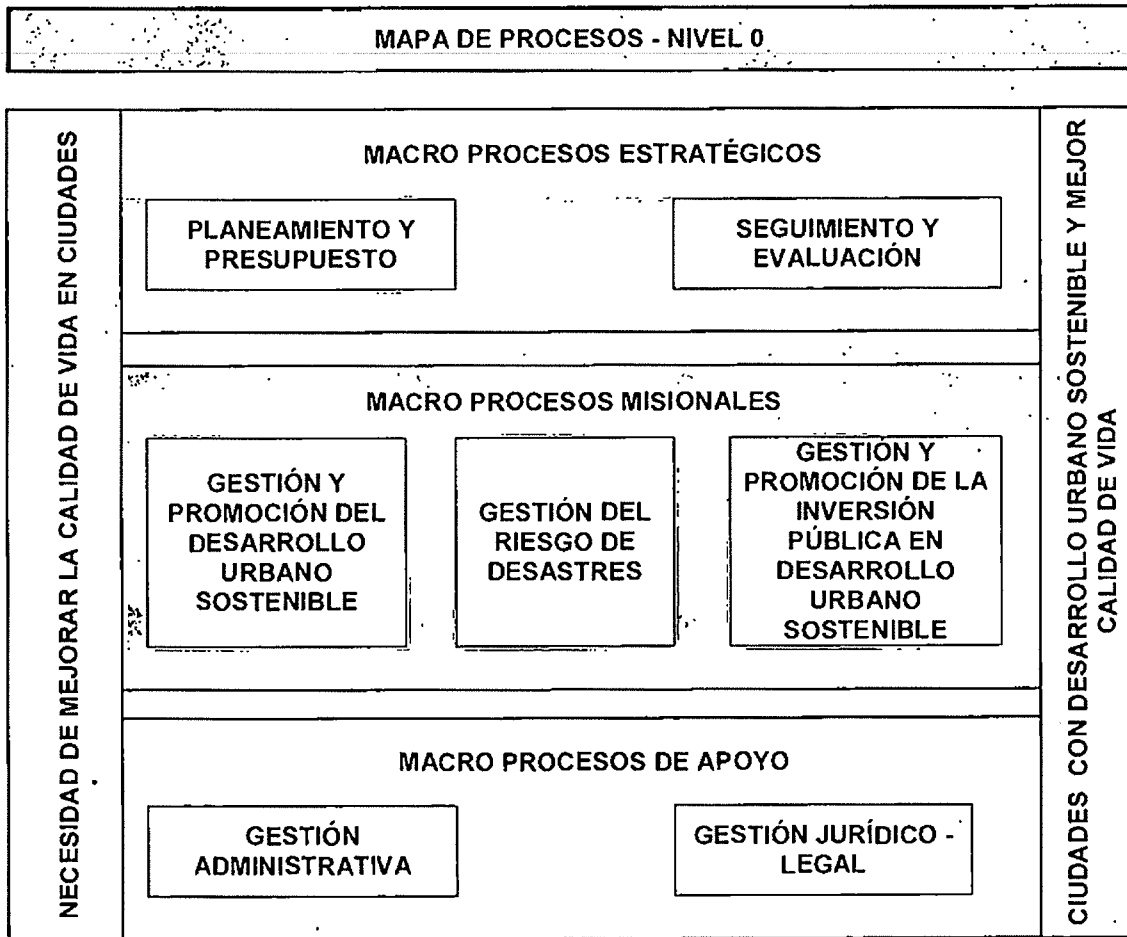 MAPA DE PROCESOS - NIVEL 0
NECESIDAD DE MEJORAR LA CALIDAD DE VIDA EN CIUDADES
MACRO PROCESOS ESTRATÉGICOS
PLANEAMIENTO Y
PRESUPUESTO
SEGUIMIENTO Y
EVALUACIÓN
MACRO PROCESOS MISIONALES
GESTIÓN Y
PROMOCIÓN DEL
DESARROLLO
URBANO
SOSTENIBLE
GESTIÓN DEL
RIESGO DE
DESASTRES
GESTIÓN Y
PROMOCIÓN DE LA
INVERSIÓN
PÚBLICA EN
DESARROLLO
URBANO
SOSTENIBLE
MACRO PROCESOS DE APOYO
GESTIÓN
ADMINISTRATIVA
GESTIÓN JURÍDICO -
LEGAL
CIUDADES CON DESARROLLO URBANO SOSTENIBLE Y MEJOR
CALIDAD DE VIDA